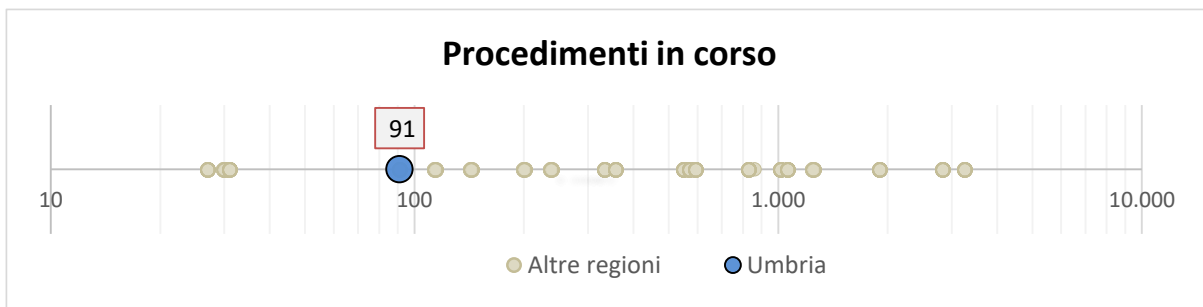 Procedimenti in corso
91
10 100 1.000 10.000
Altre regioni Umbria